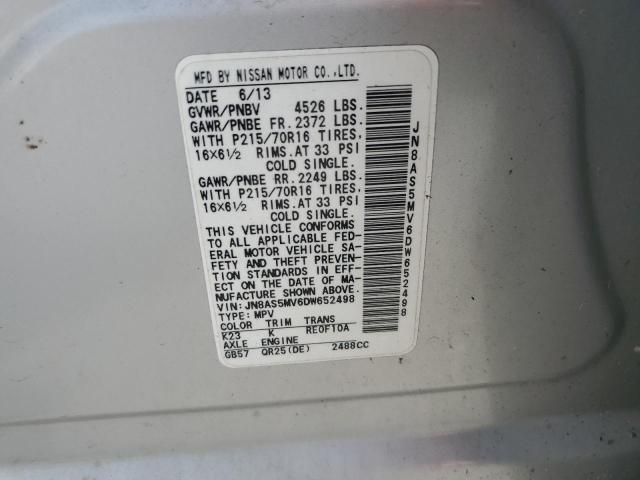 MFD BY NISSAN MOTOR CO.,LTD.
DATE 6/13
GVWR/PNBV 4526 LBS.
GAWR/PNBE FR. 2372 LBS.
WITH P215/70R16 TIRES,
16X6½ RIMS.AT 33 PSI
COLD SINGLE.
GAWR/PNBE RR. 2249 LBS.
WITH P215/70R16 TIRES,
16X6½ RIMS.AT 33 PSI
COLD SINGLE.
THIS VEHICLE CONFORMS
TO ALL APPLICABLE FED-
ERAL MOTOR VEHICLE SA-
FETY AND THEFT PREVEN-
TION STANDARDS IN EFF-
ECT ON THE DATE OF MA-
NUFACTURE SHOWN ABOVE.
VIN: JN8AS5MV6DW652498
TYPE: MPV
COLOR TRIM TRANS
K23 K RE0F10A
AXLE ENGINE
GB57 QR25(DE) 2488CC
JN8AS5MV6DW652498